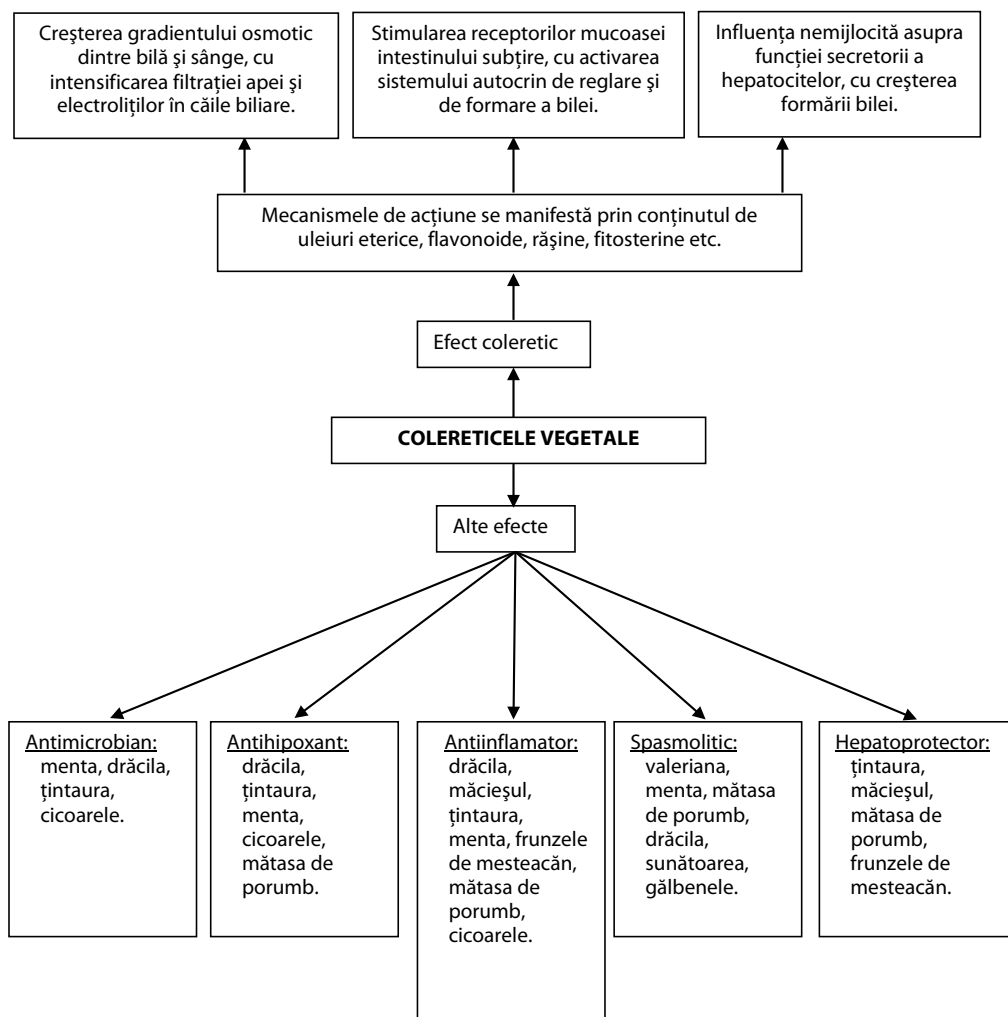 Creşterea gradientului osmotic
dintre bilă şi sânge, cu
intensificarea filtrației apei şi
electroliților în căile biliare.
Stimularea receptorilor mucoasei
intestinului subțire, cu activarea
sistemului autocrin de reglare şi
de formare a bilei.
Influența nemijlocită asupra
funcției secretorii a
hepatocitelor, cu creşterea
formării bilei.
Mecanismele de acțiune se manifestă prin conținutul de
uleiuri eterice, flavonoide, răşine, fitosterine etc.
Efect coleretic
COLERETICELE VEGETALE
Alte efecte
Antimicrobian:
menta, drăcila,
țintaura,
cicoarele.
Antihipoxant:
drăcila,
țintaura,
menta,
cicoarele,
mătasa de
porumb.
Antiinflamator:
drăcila,
măcieşul,
țintaura,
menta, frunzele
de mesteacăn,
mătasa de
porumb,
cicoarele.
Spasmolitic:
valeriana,
menta, mătasa
de porumb,
drăcila,
sunătoarea,
gălbenele.
Hepatoprotector:
țintaura,
măcieşul,
mătasa de
porumb,
frunzele de
mesteacăn.